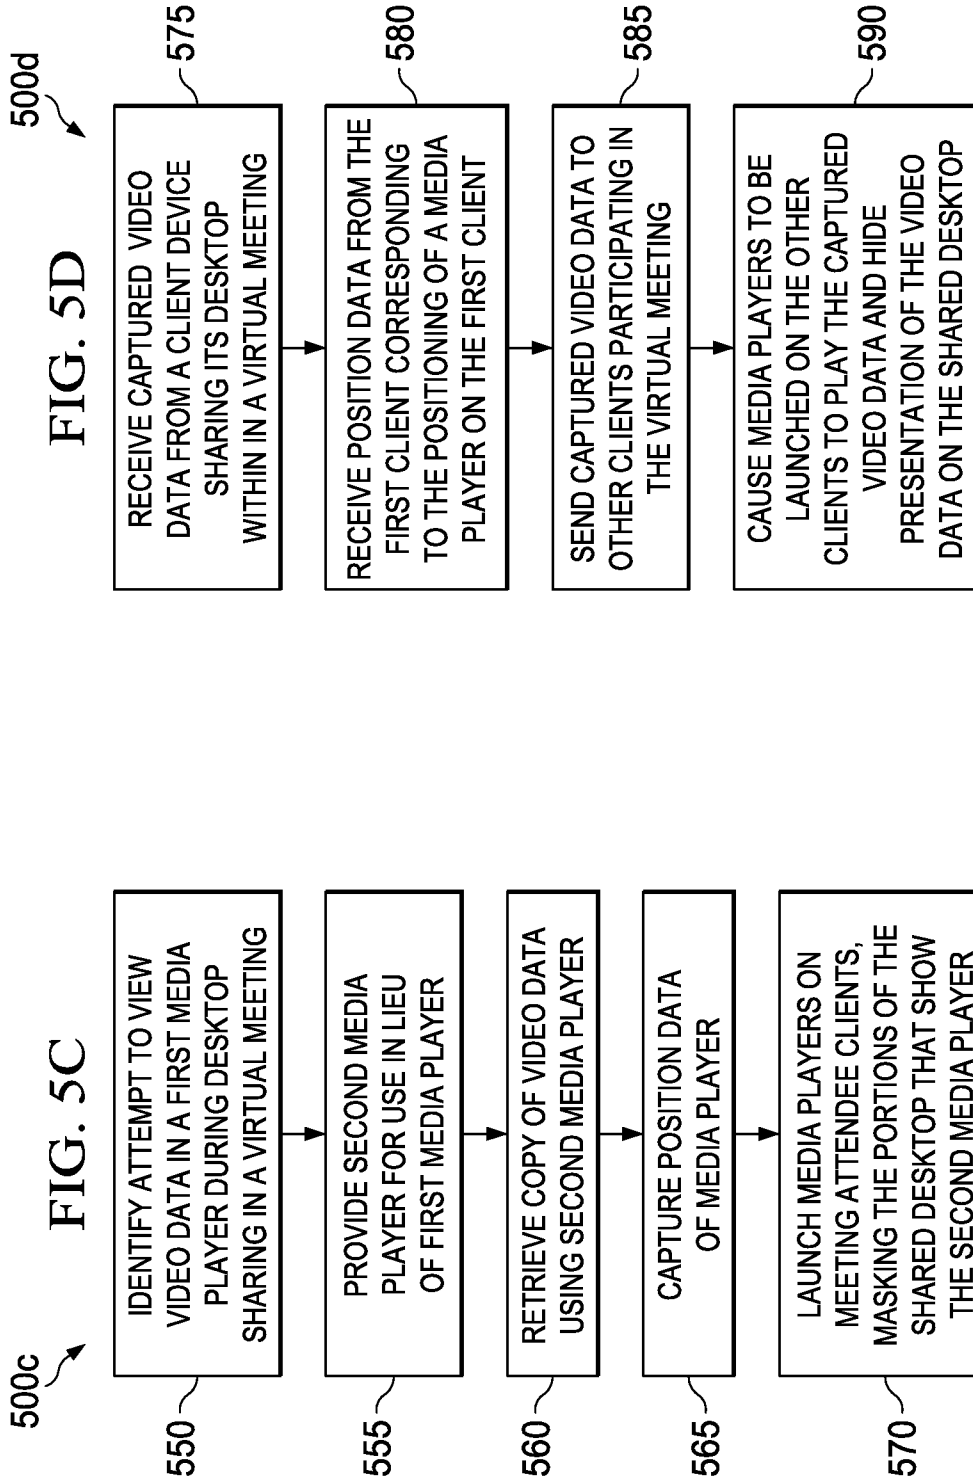 FIG. 5C
500c
550
IDENTIFY ATTEMPT TO VIEW
VIDEO DATA IN A FIRST MEDIA
PLAYER DURING DESKTOP
SHARING IN A VIRTUAL MEETING
555
PROVIDE SECOND MEDIA
PLAYER FOR USE IN LIEU
OF FIRST MEDIA PLAYER
560
RETRIEVE COPY OF VIDEO DATA
USING SECOND MEDIA PLAYER
565
CAPTURE POSITION DATA
OF MEDIA PLAYER
570
LAUNCH MEDIA PLAYERS ON
MEETING ATTENDEE CLIENTS,
MASKING THE PORTIONS OF THE
SHARED DESKTOP THAT SHOW
THE SECOND MEDIA PLAYER
FIG. 5D
500d
RECEIVE CAPTURED VIDEO
DATA FROM A CLIENT DEVICE
SHARING ITS DESKTOP
WITHIN IN A VIRTUAL MEETING
575
RECEIVE POSITION DATA FROM THE
FIRST CLIENT CORRESPONDING
TO THE POSITIONING OF A MEDIA
PLAYER ON THE FIRST CLIENT
580
SEND CAPTURED VIDEO DATA TO
OTHER CLIENTS PARTICIPATING IN
THE VIRTUAL MEETING
585
CAUSE MEDIA PLAYERS TO BE
LAUNCHED ON THE OTHER
CLIENTS TO PLAY THE CAPTURED
VIDEO DATA AND HIDE
PRESENTATION OF THE VIDEO
DATA ON THE SHARED DESKTOP
590